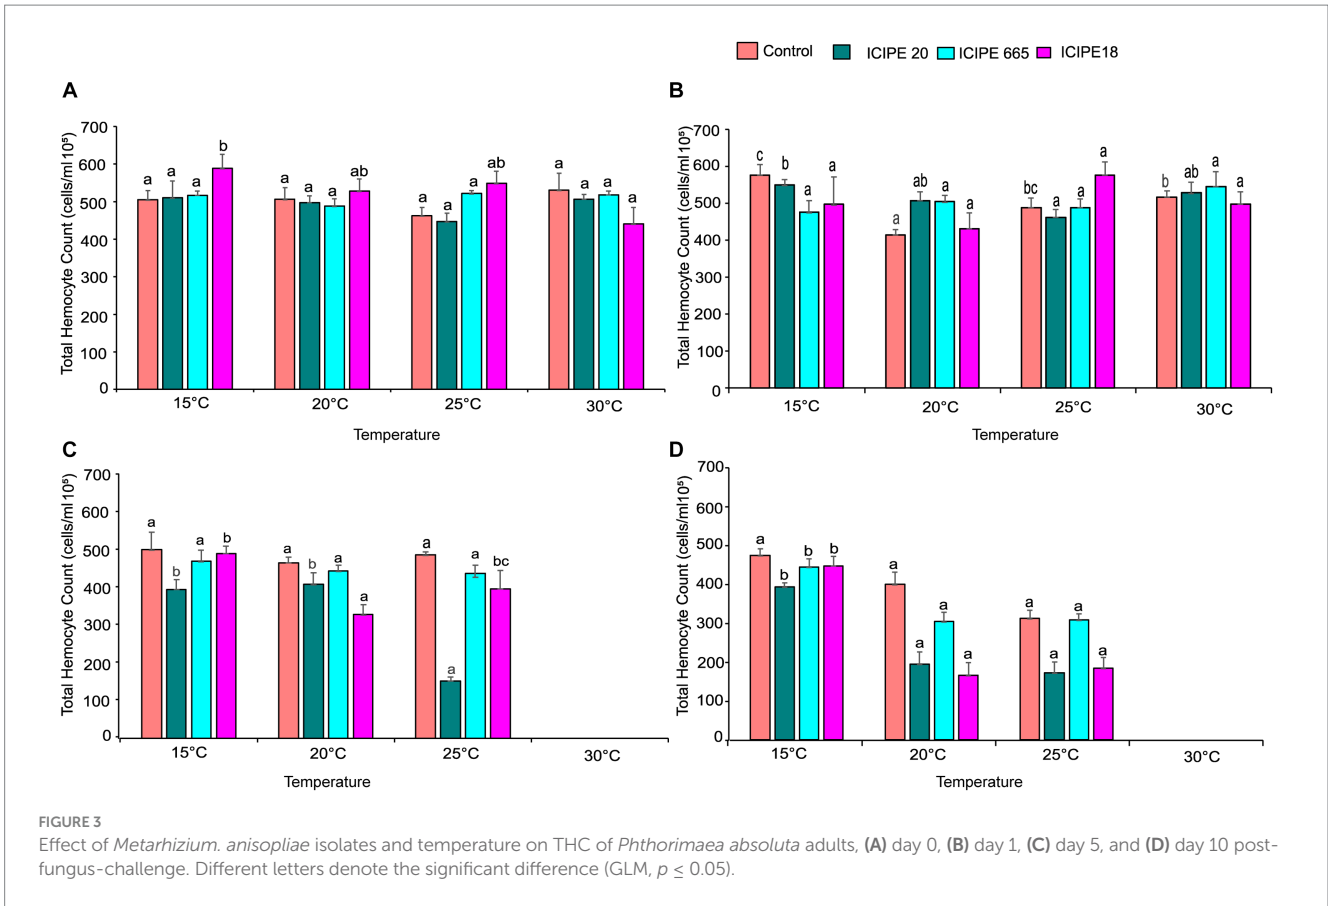 Control ICIPE 20 ICIPE 665 ICIPE18
A
Total Hemocyte Count (cells/ml10⁵)
700
600
500
400
300
200
100
0
a a a b
a a a ab
a a a ab
a a a a
15°C 20°C 25°C 30°C
Temperature
B
Total Hemocyte Count (cells/ml10⁵)
700
600
500
400
300
200
100
0
c b a a
a ab a a
bc a a a
b ab a a
15°C 20°C 25°C 30°C
Temperature
C
Total Hemocyte Count (cells/ml10⁵)
700
600
500
400
300
200
100
0
a b a b
a b a a
a a a bc
15°C 20°C 25°C 30°C
Temperature
D
Total Hemocyte Count (cells/ml10⁵)
700
600
500
400
300
200
100
0
a b b b
a a a a
a a a a
15°C 20°C 25°C 30°C
Temperature
FIGURE 3
Effect of Metarhizium. anisopliae isolates and temperature on THC of Phthorimaea absoluta adults, (A) day 0, (B) day 1, (C) day 5, and (D) day 10 post-
fungus-challenge. Different letters denote the significant difference (GLM, p ≤ 0.05).